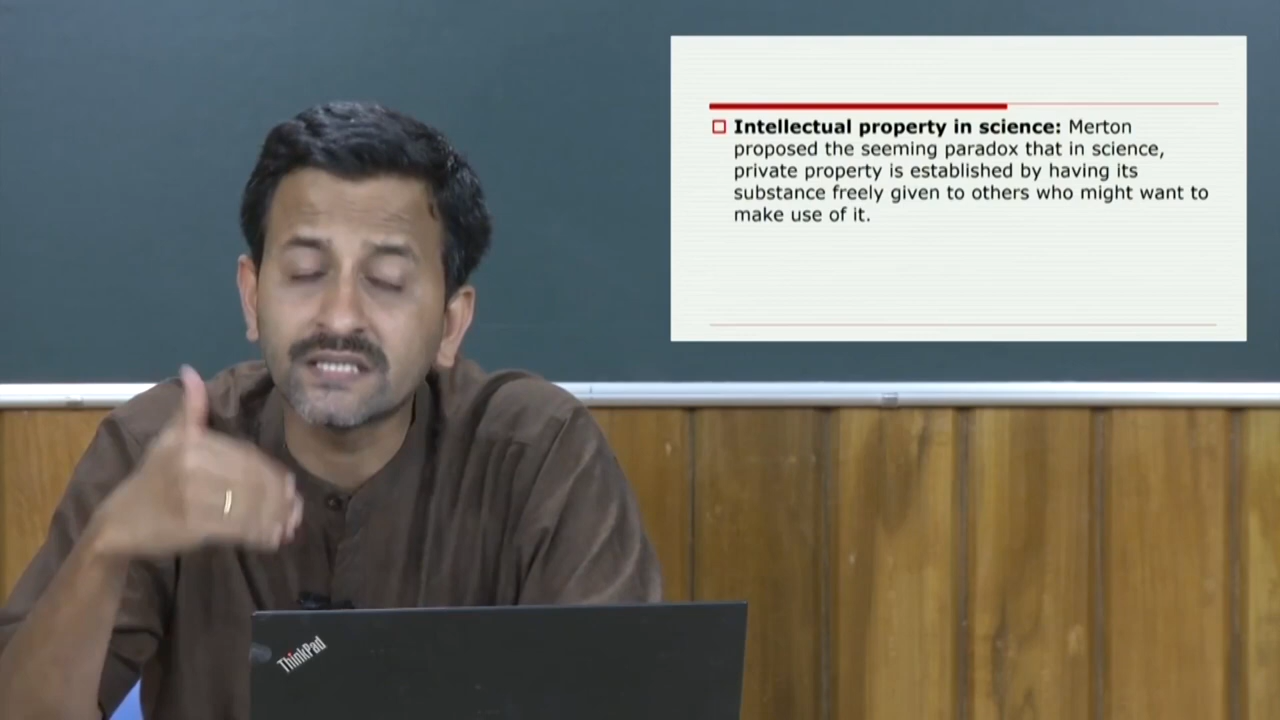 Intellectual property in science: Merton
proposed the seeming paradox that in science,
private property is established by having its
substance freely given to others who might want to
make use of it.
ThinkPad